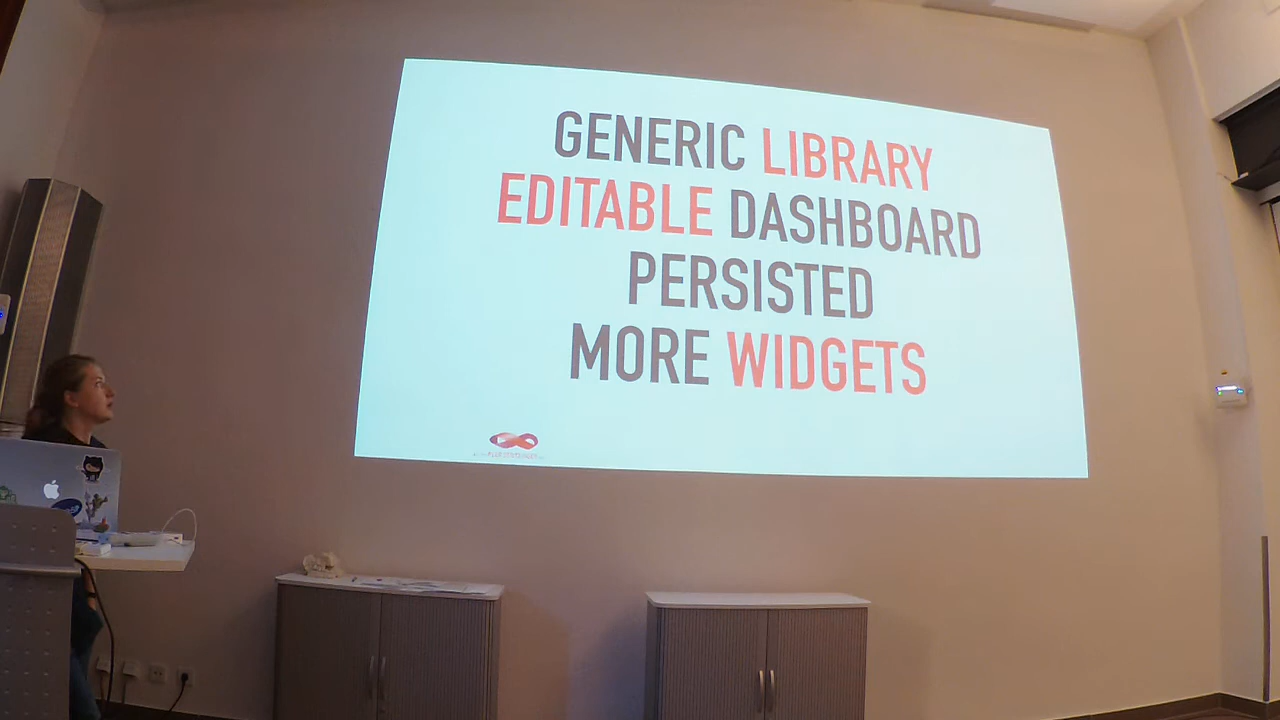 GENERIC LIBRARY
EDITABLE DASHBOARD
PERSISTED
MORE WIDGETS